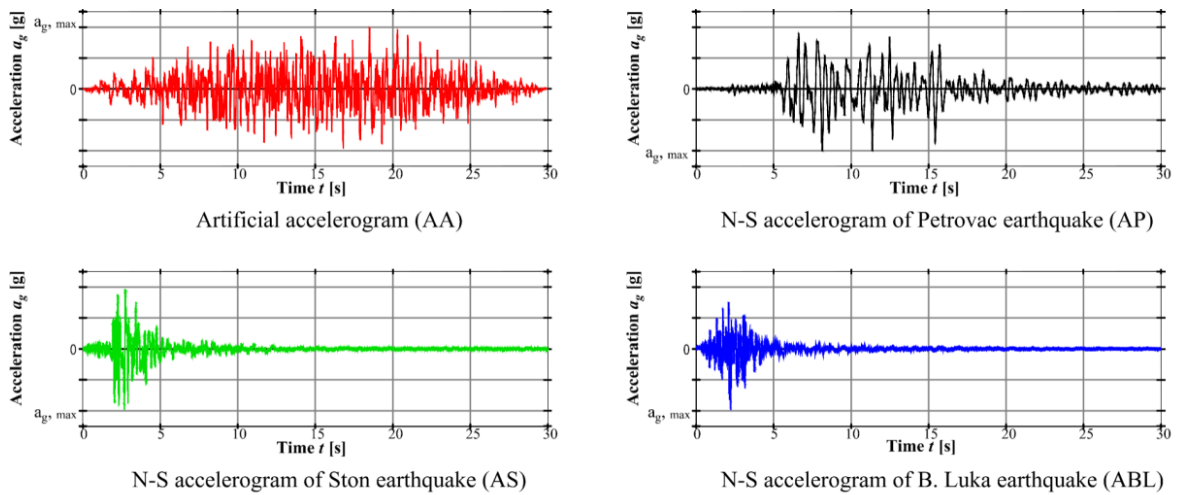 a_g, max
Acceleration a_g [g]
0
0 5 10 15 20 25 30
Time t [s]
Artificial accelerogram (AA)
Acceleration a_g [g]
0
a_g, max
0 5 10 15 20 25 30
Time t [s]
N-S accelerogram of Petrovac earthquake (AP)
Acceleration a_g [g]
0
a_g, max
0 5 10 15 20 25 30
Time t [s]
N-S accelerogram of Ston earthquake (AS)
Acceleration a_g [g]
0
a_g, max
0 5 10 15 20 25 30
Time t [s]
N-S accelerogram of B. Luka earthquake (ABL)